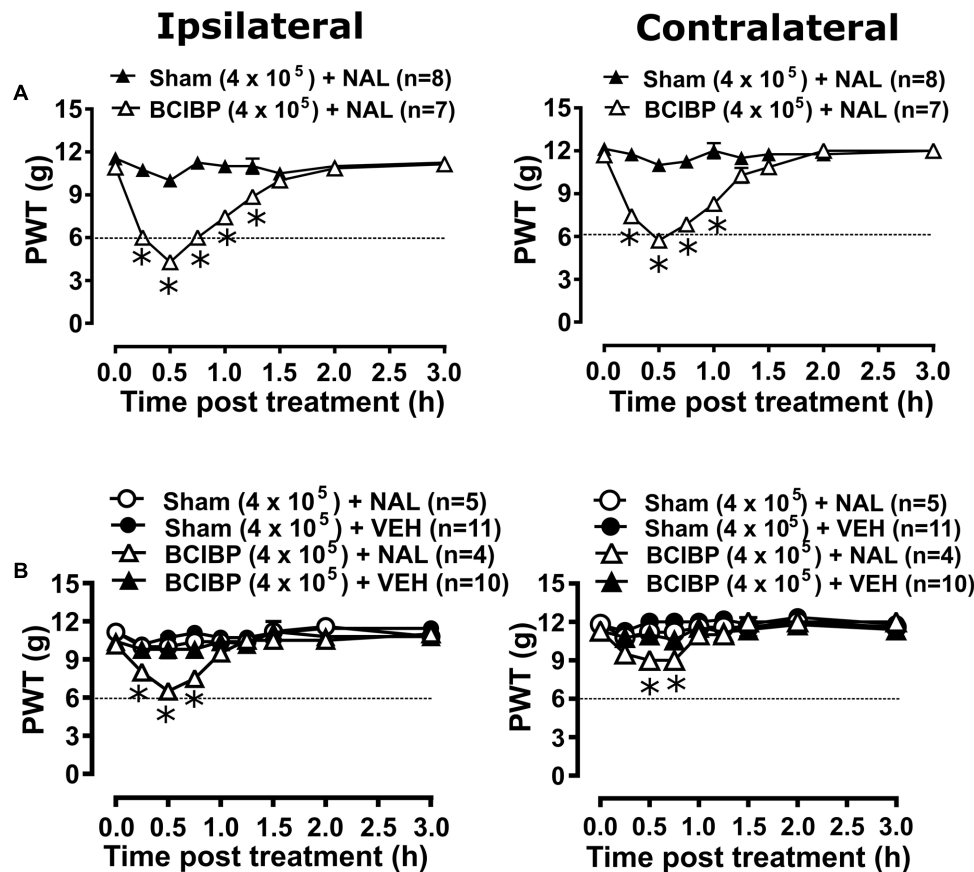 Ipsilateral
Contralateral
A
Sham (4 x 10⁵) + NAL (n=8)
BCIBP (4 x 10⁵) + NAL (n=7)
15
12
9
6
3
0
PWT (g)
* * * * *
0.0 0.5 1.0 1.5 2.0 2.5 3.0
Time post treatment (h)
Sham (4 x 10⁵) + NAL (n=8)
BCIBP (4 x 10⁵) + NAL (n=7)
15
12
9
6
3
0
PWT (g)
* * * *
0.0 0.5 1.0 1.5 2.0 2.5 3.0
Time post treatment (h)
B
Sham (4 x 10⁵) + NAL (n=5)
Sham (4 x 10⁵) + VEH (n=11)
BCIBP (4 x 10⁵) + NAL (n=4)
BCIBP (4 x 10⁵) + VEH (n=10)
15
12
9
6
3
0
PWT (g)
* * *
0.0 0.5 1.0 1.5 2.0 2.5 3.0
Time post treatment (h)
Sham (4 x 10⁵) + NAL (n=5)
Sham (4 x 10⁵) + VEH (n=11)
BCIBP (4 x 10⁵) + NAL (n=4)
BCIBP (4 x 10⁵) + VEH (n=10)
15
12
9
6
3
0
PWT (g)
* *
0.0 0.5 1.0 1.5 2.0 2.5 3.0
Time post treatment (h)